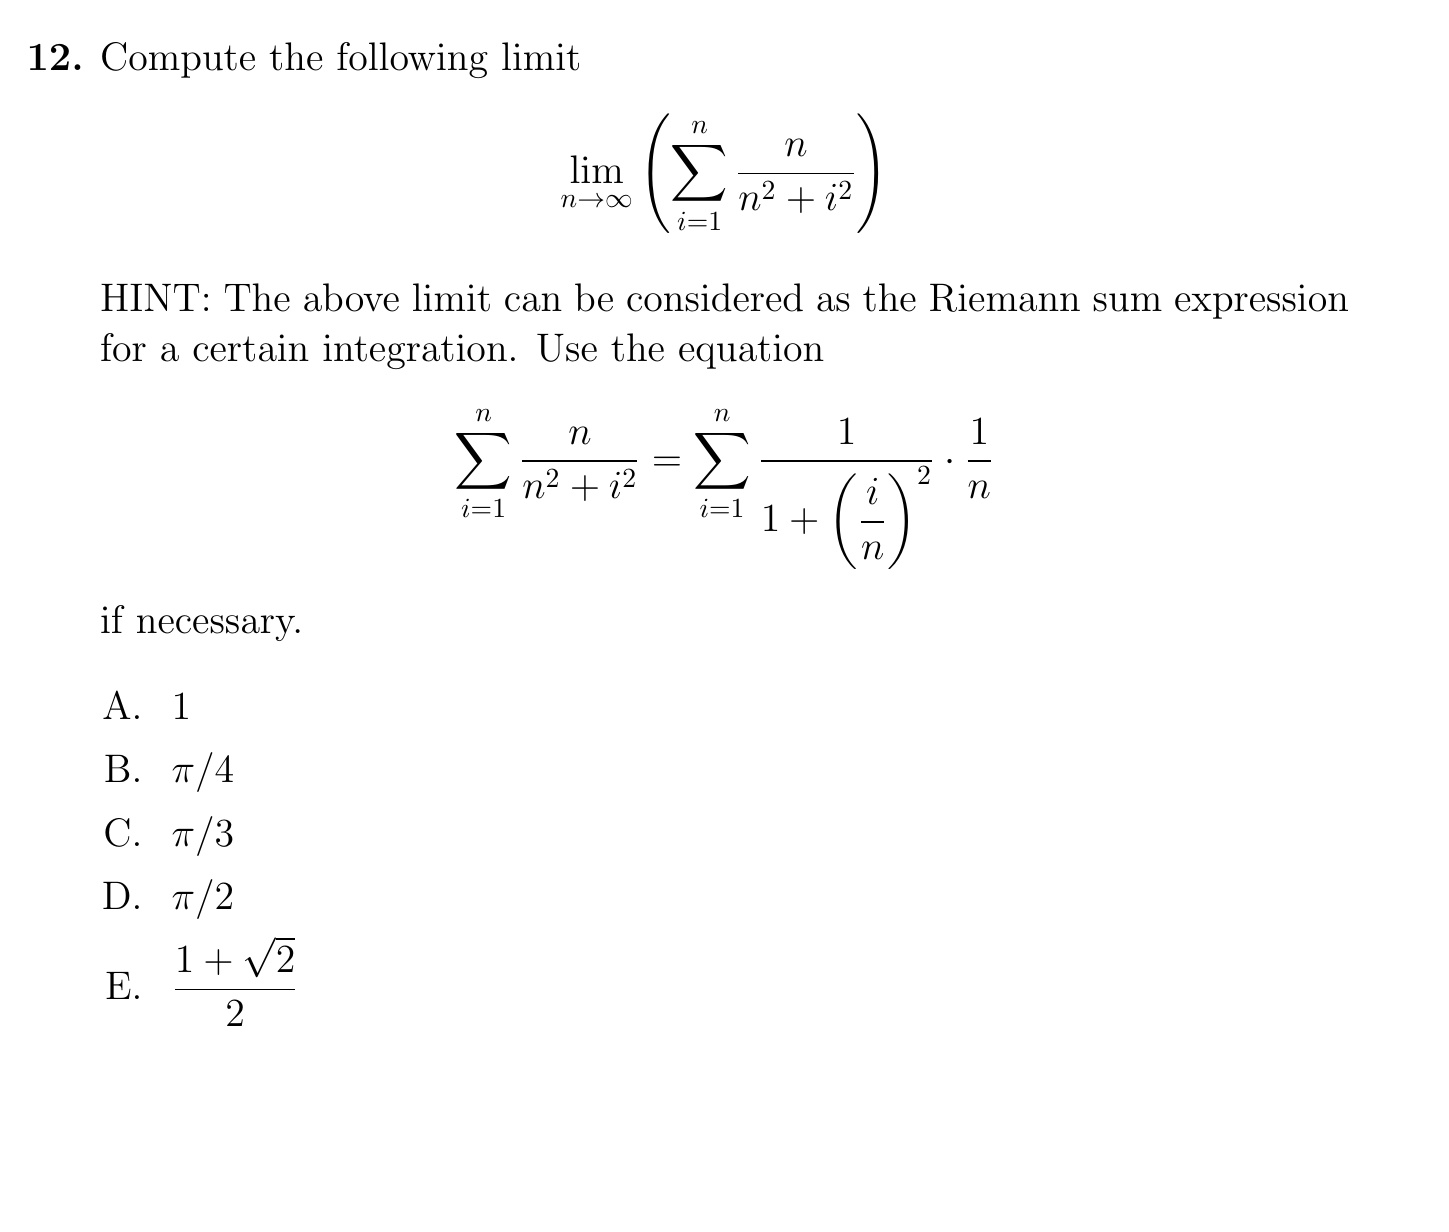 12. Compute the following limit
$$\lim_{n \to \infty} \left( \sum_{i=1}^{n} \frac{n}{n^2 + i^2} \right)$$
HINT: The above limit can be considered as the Riemann sum expression
for a certain integration. Use the equation
$$\sum_{i=1}^{n} \frac{n}{n^2 + i^2} = \sum_{i=1}^{n} \frac{1}{1 + \left( \frac{i}{n} \right)^2} \cdot \frac{1}{n}$$
if necessary.
A. 1
B. π/4
C. π/3
D. π/2
E. $\frac{1 + \sqrt{2}}{2}$